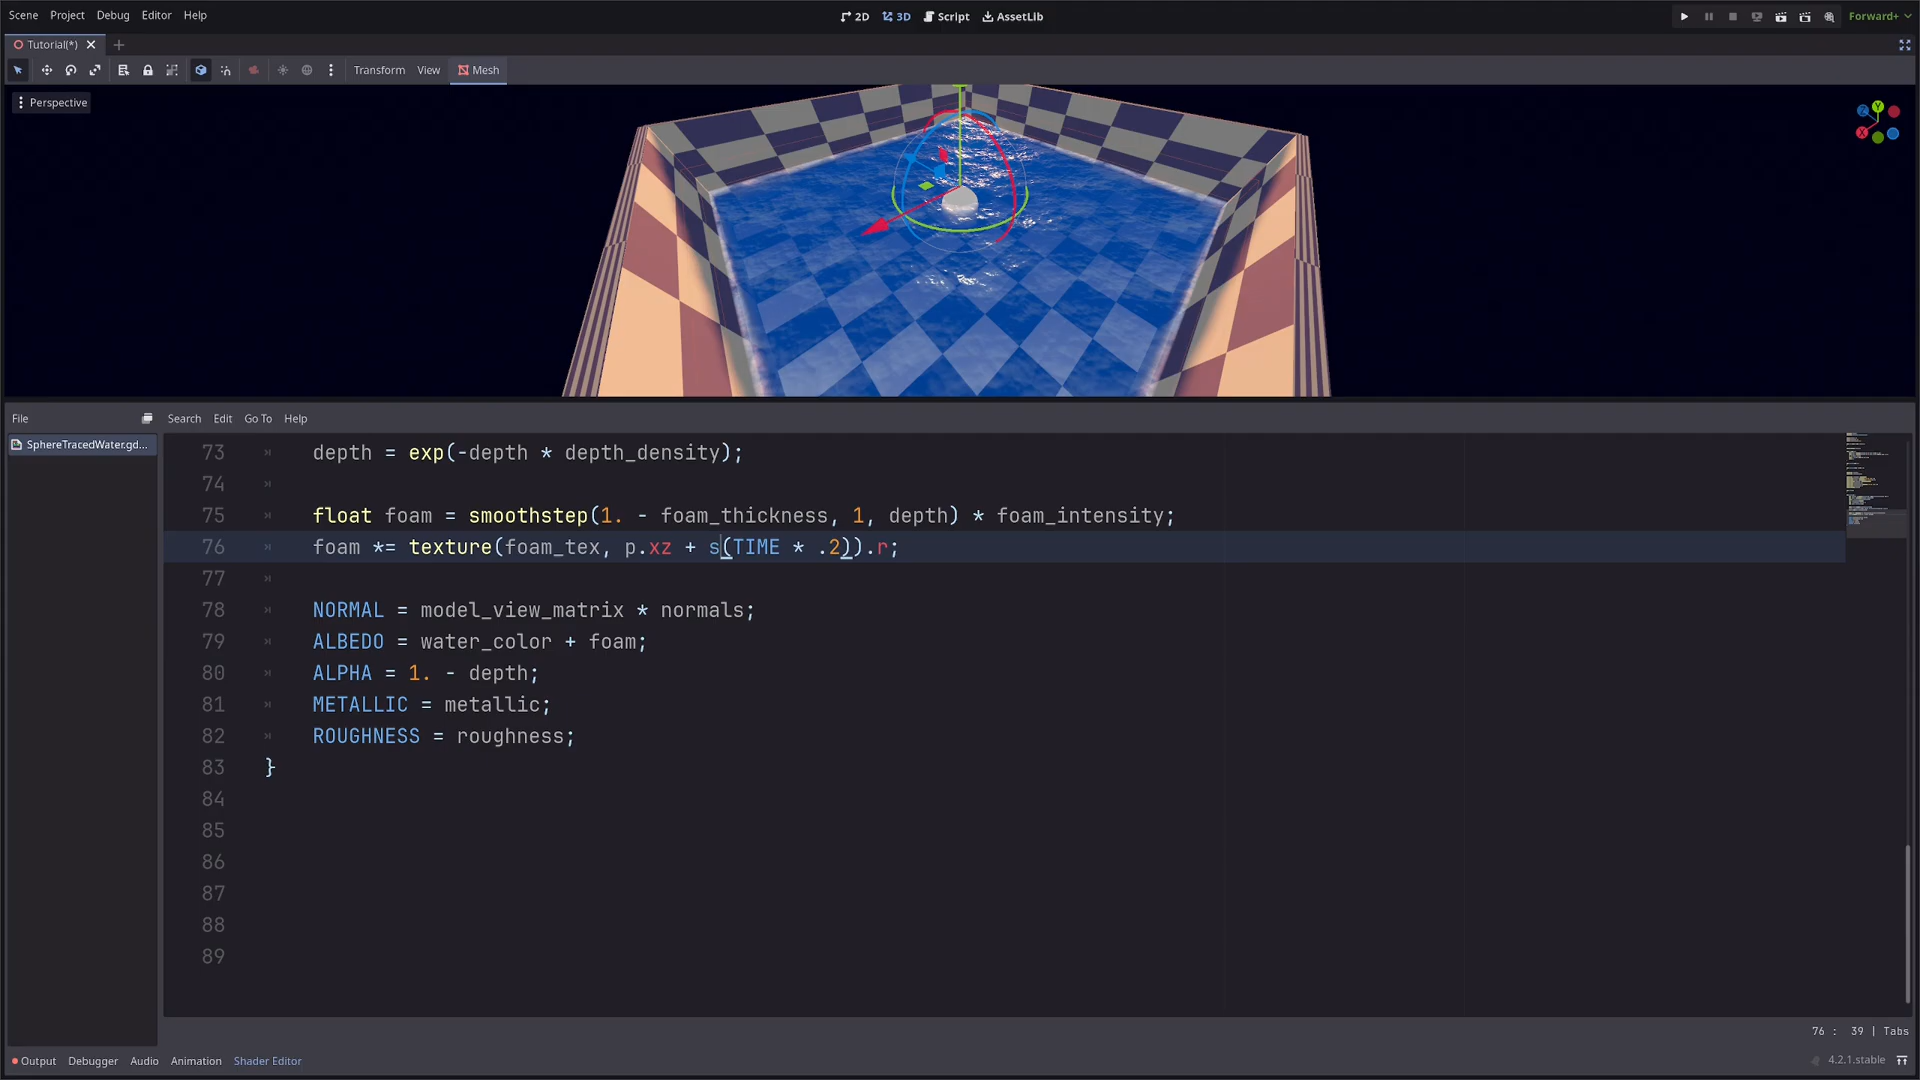 Scene Project Debug Editor Help
2D 3D Script AssetLib
Forward+
Tutorial(*)
Transform View Mesh
Perspective
Y
Z
X
File
Search Edit Go To Help
SphereTracedWater.gd...
73 depth = exp(-depth * depth_density);
74
75 float foam = smoothstep(1. - foam_thickness, 1, depth) * foam_intensity;
76 foam *= texture(foam_tex, p.xz + s(TIME * .2)).r;
77
78 NORMAL = model_view_matrix * normals;
79 ALBEDO = water_color + foam;
80 ALPHA = 1. - depth;
81 METALLIC = metallic;
82 ROUGHNESS = roughness;
83 }
84
85
86
87
88
89
76 : 39 | Tabs
Output Debugger Audio Animation Shader Editor
4.2.1.stable